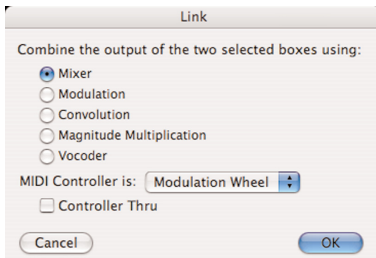 Link
Combine the output of the two selected boxes using:
Mixer
Modulation
Convolution
Magnitude Multiplication
Vocoder
MIDI Controller is: Modulation Wheel
Controller Thru
Cancel OK